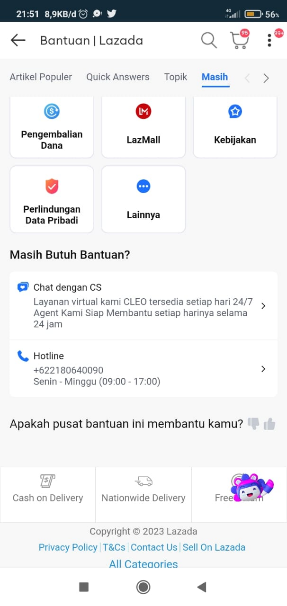 21:51 8,9KB/d
4G
56%
Bantuan | Lazada
99
Artikel Populer Quick Answers Topik Masih
Pengembalian
Dana
LazMall
Kebijakan
Perlindungan
Data Pribadi
Lainnya
Masih Butuh Bantuan?
Chat dengan CS
Layanan virtual kami CLEO tersedia setiap hari 24/7
Agent Kami Siap Membantu setiap harinya selama
24 jam
Hotline
+622180640090
Senin - Minggu (09:00 - 17:00)
Apakah pusat bantuan ini membantu kamu?
Cash on Delivery
Nationwide Delivery
Free
Copyright © 2023 Lazada
Privacy Policy | T&Cs | Contact Us | Sell On Lazada
All Categories